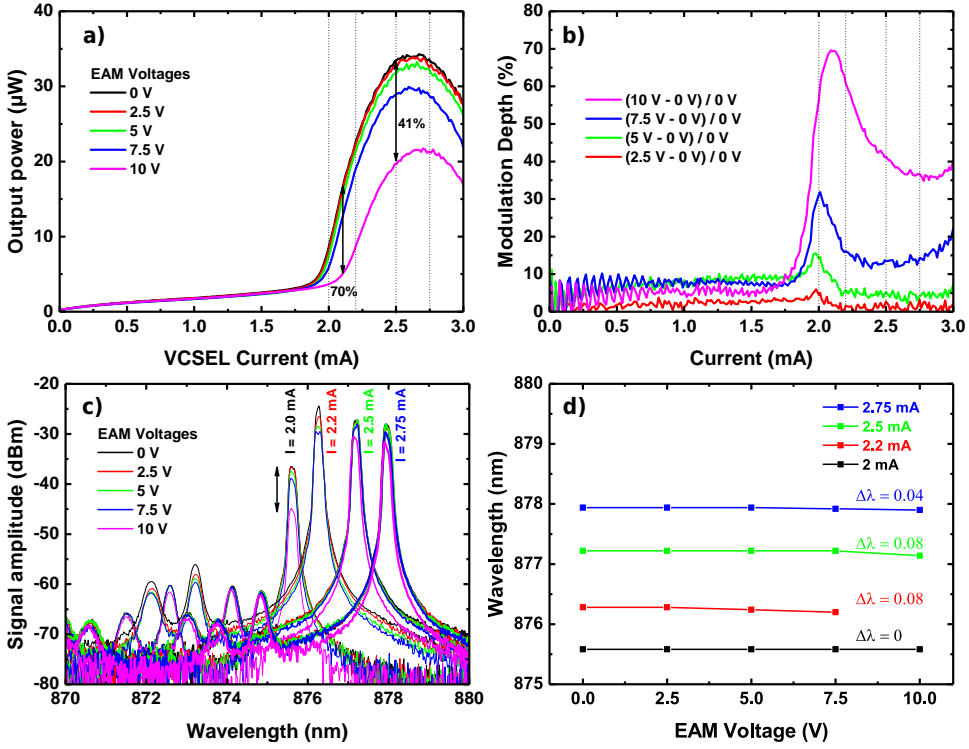 a)
EAM Voltages
0 V
2.5 V
5 V
7.5 V
10 V
41%
70%
Output power (µW)
40
30
20
10
0
0.0 0.5 1.0 1.5 2.0 2.5 3.0
VCSEL Current (mA)
b)
(10 V - 0 V) / 0 V
(7.5 V - 0 V) / 0 V
(5 V - 0 V) / 0 V
(2.5 V - 0 V) / 0 V
Modulation Depth (%)
80
70
60
50
40
30
20
10
0
0.0 0.5 1.0 1.5 2.0 2.5 3.0
Current (mA)
c)
EAM Voltages
0 V
2.5 V
5 V
7.5 V
10 V
I = 2.0 mA
I = 2.2 mA
I = 2.5 mA
I = 2.75 mA
Signal amplitude (dBm)
-20
-30
-40
-50
-60
-70
-80
870 872 874 876 878 880
Wavelength (nm)
d)
2.75 mA
2.5 mA
2.2 mA
2 mA
Δλ = 0.04
Δλ = 0.08
Δλ = 0.08
Δλ = 0
Wavelength (nm)
880
879
878
877
876
875
0.0 2.5 5.0 7.5 10.0
EAM Voltage (V)